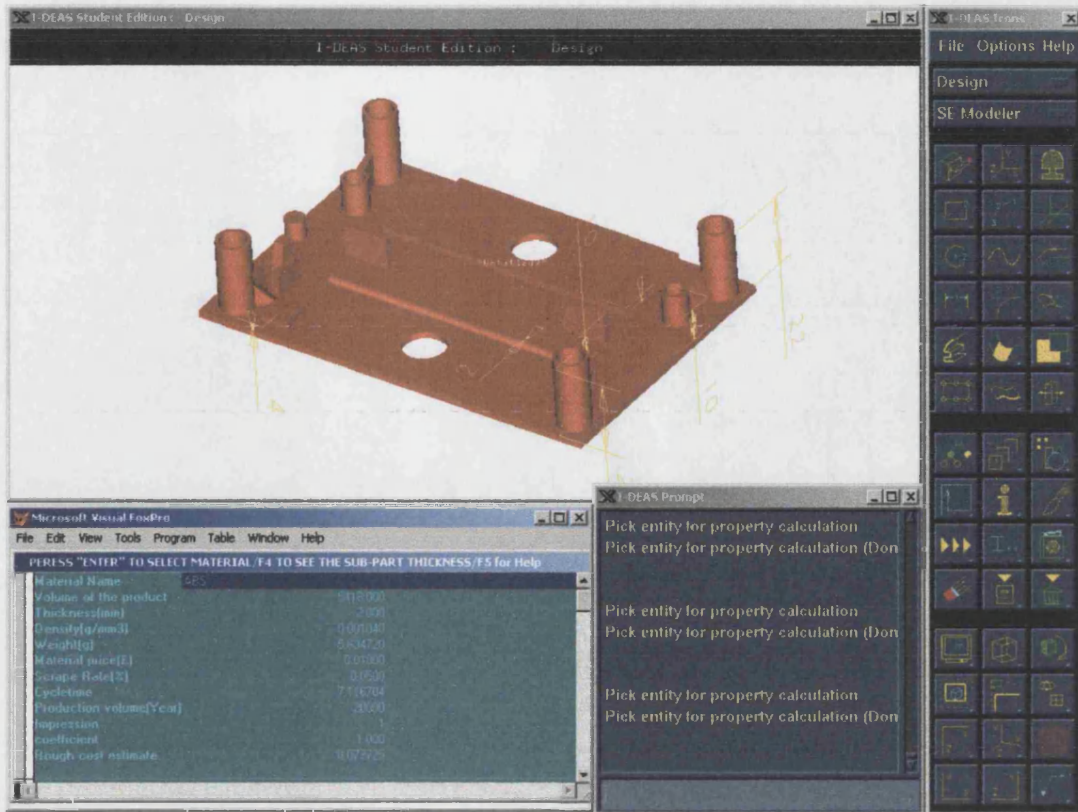 I-DEAS Student Edition : Design
I-DEAS Student Edition : Design
I-DEAS Icons
File Options Help
Design
SE Modeler
Microsoft Visual FoxPro
File Edit View Tools Program Table Window Help
PERESS "ENTER" TO SELECT MATERIAL/F4 TO SEE THE SUB-PART THICKNESS/F5 for Help
Material Name ABS
Volume of the product
Thickness(mm)
Density(g/mm3)
Weight(g)
Material price(£)
Scrape Rate(%)
Cycletime
Production volume(Year)
Impression 1
coefficient 1.000
Rough cost estimate
I-DEAS Prompt
Pick entity for property calculation
Pick entity for property calculation (Don
Pick entity for property calculation
Pick entity for property calculation (Don
Pick entity for property calculation
Pick entity for property calculation (Don